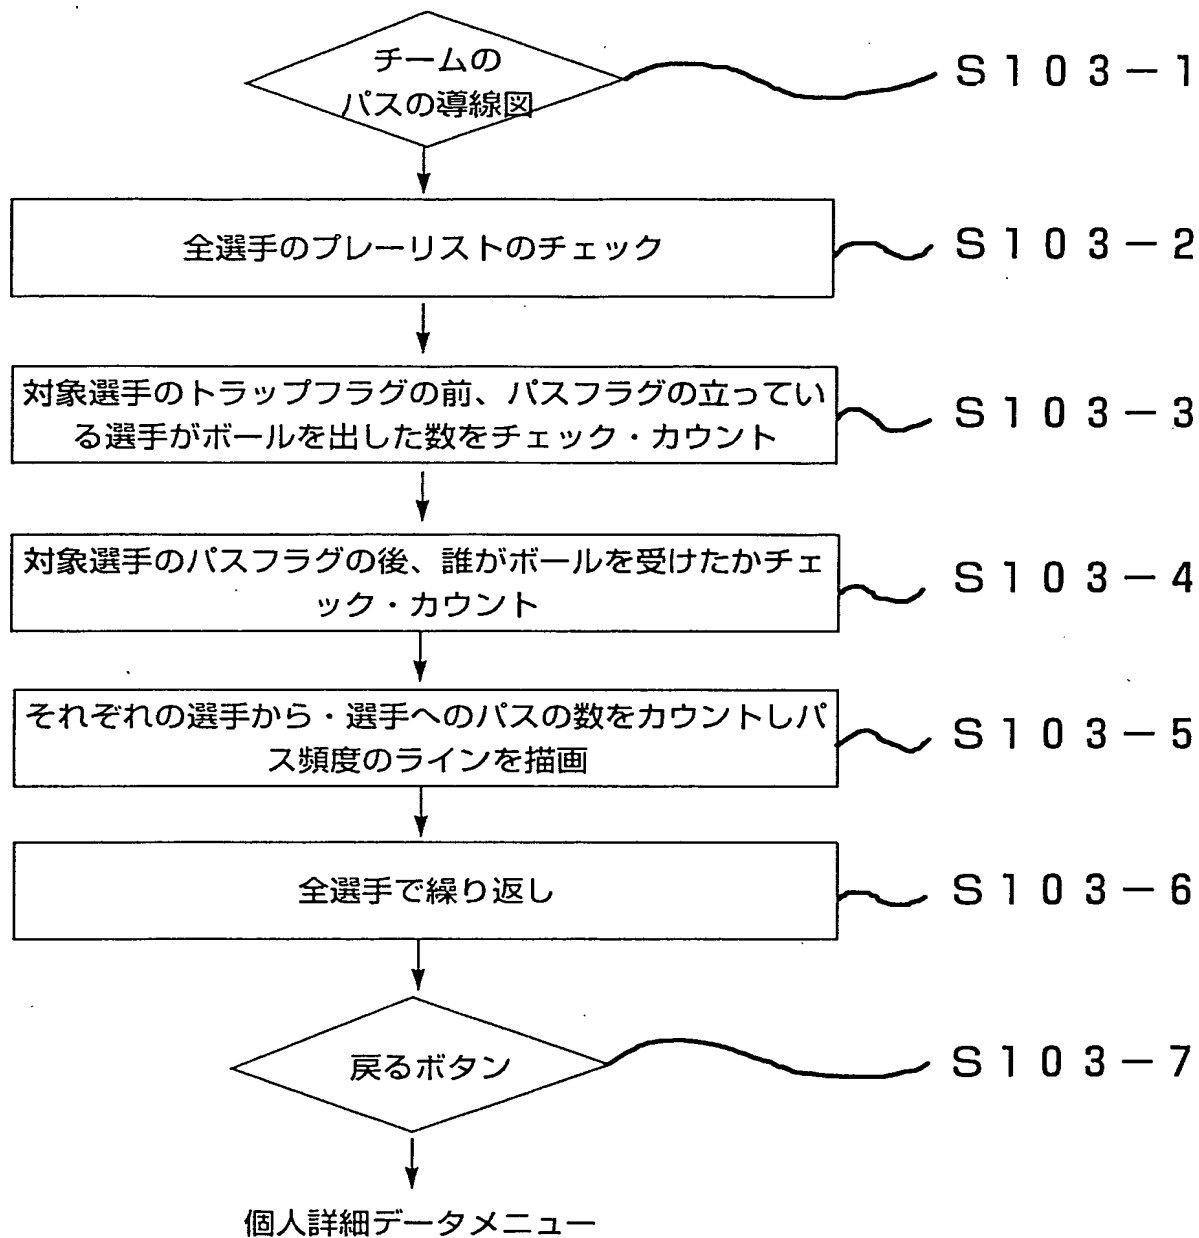 チームの
パスの導線図
S103-1
全選手のプレーリストのチェック
S103-2
対象選手のトラップフラグの前、パスフラグの立ってい
る選手がボールを出した数をチェック・カウント
S103-3
対象選手のパスフラグの後、誰がボールを受けたかチェ
ック・カウント
S103-4
それぞれの選手から・選手へのパスの数をカウントしパ
ス頻度のラインを描画
S103-5
全選手で繰り返し
S103-6
戻るボタン
S103-7
個人詳細データメニュー